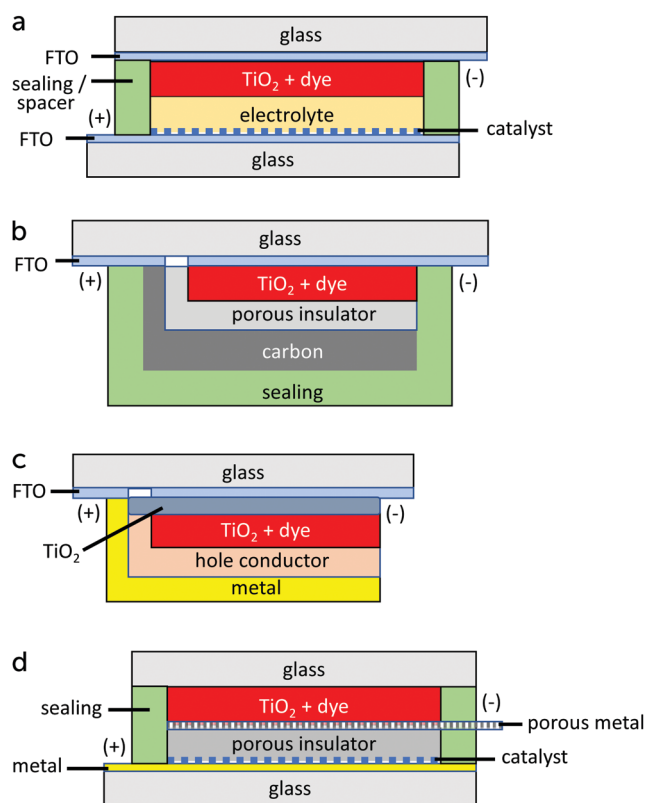 a
glass
FTO
TiO₂ + dye
sealing /
spacer
(-)
(+)
electrolyte
catalyst
FTO
glass
b
glass
FTO
(+)
(-)
TiO₂ + dye
porous insulator
carbon
sealing
c
glass
FTO
(+)
(-)
TiO₂ + dye
TiO₂
hole conductor
metal
d
glass
sealing
TiO₂ + dye
(-)
porous metal
(+)
porous insulator
catalyst
metal
glass